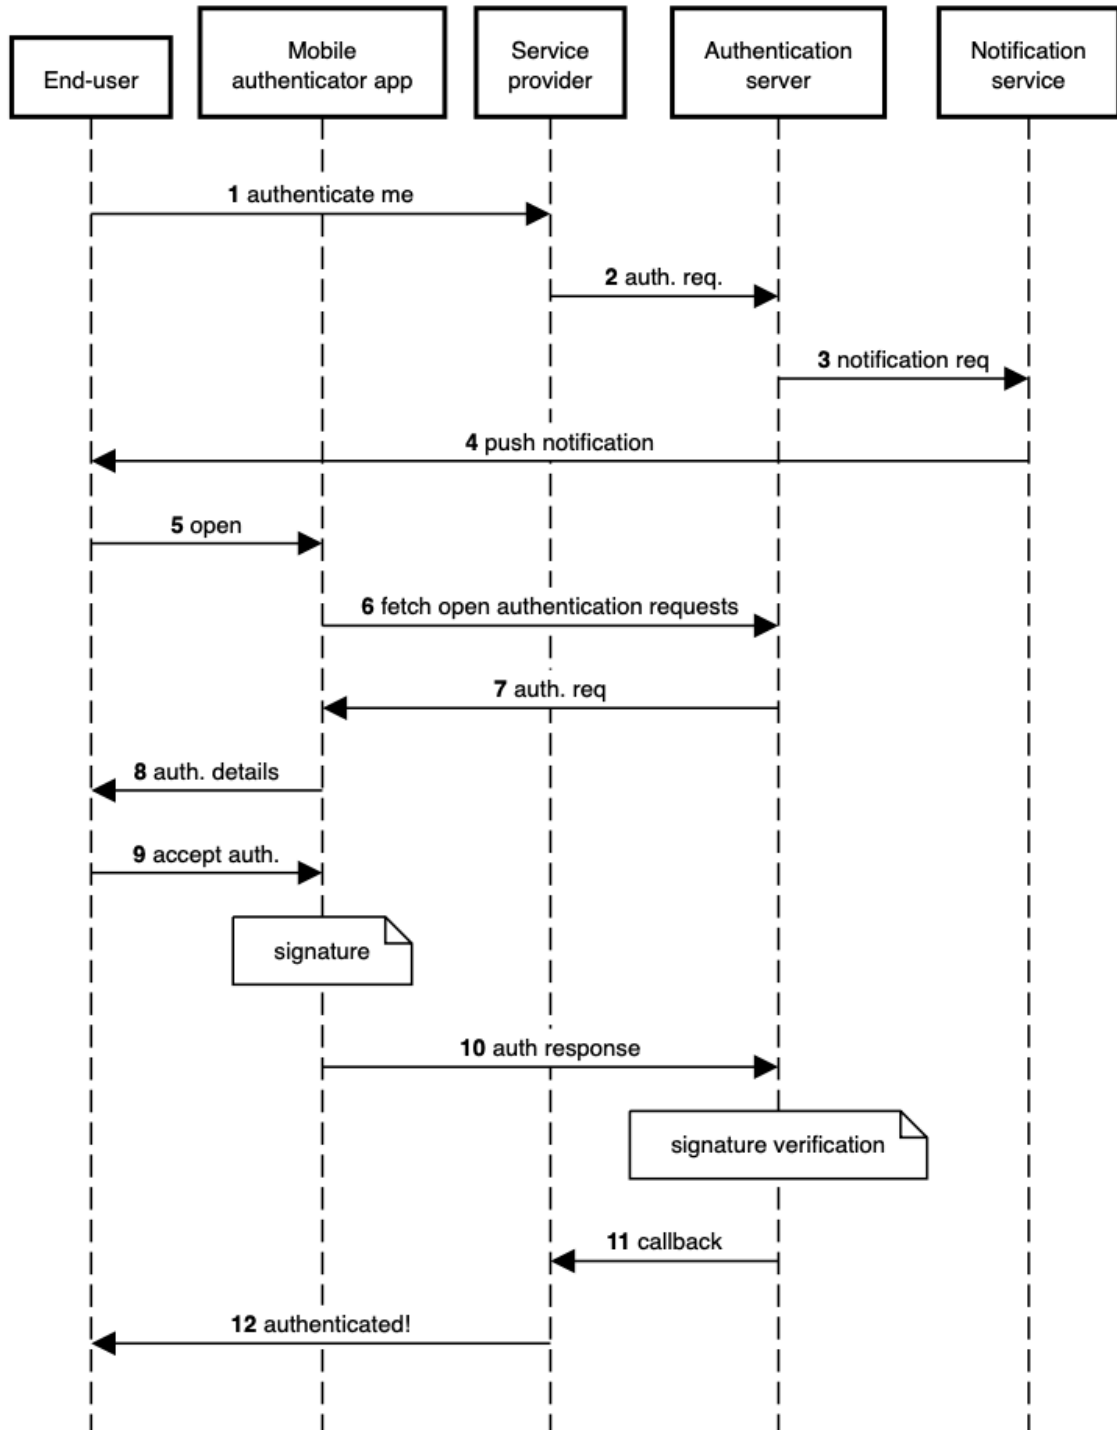 End-user
Mobile
authenticator app
Service
provider
Authentication
server
Notification
service
1 authenticate me
2 auth. req.
3 notification req
4 push notification
5 open
6 fetch open authentication requests
7 auth. req
8 auth. details
9 accept auth.
signature
10 auth response
signature verification
11 callback
12 authenticated!